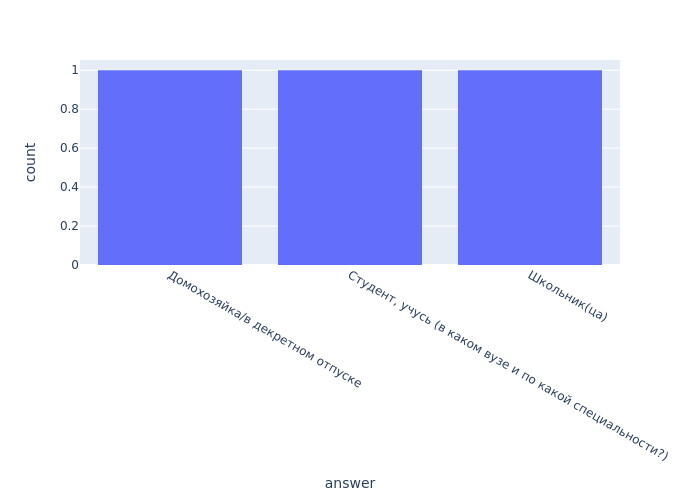 1
0.8
0.6
0.4
0.2
0
count
Домохозяйка/в декретном отпуске
Студент, учусь (в каком вузе и по какой специальности?)
Школьник(ца)
answer